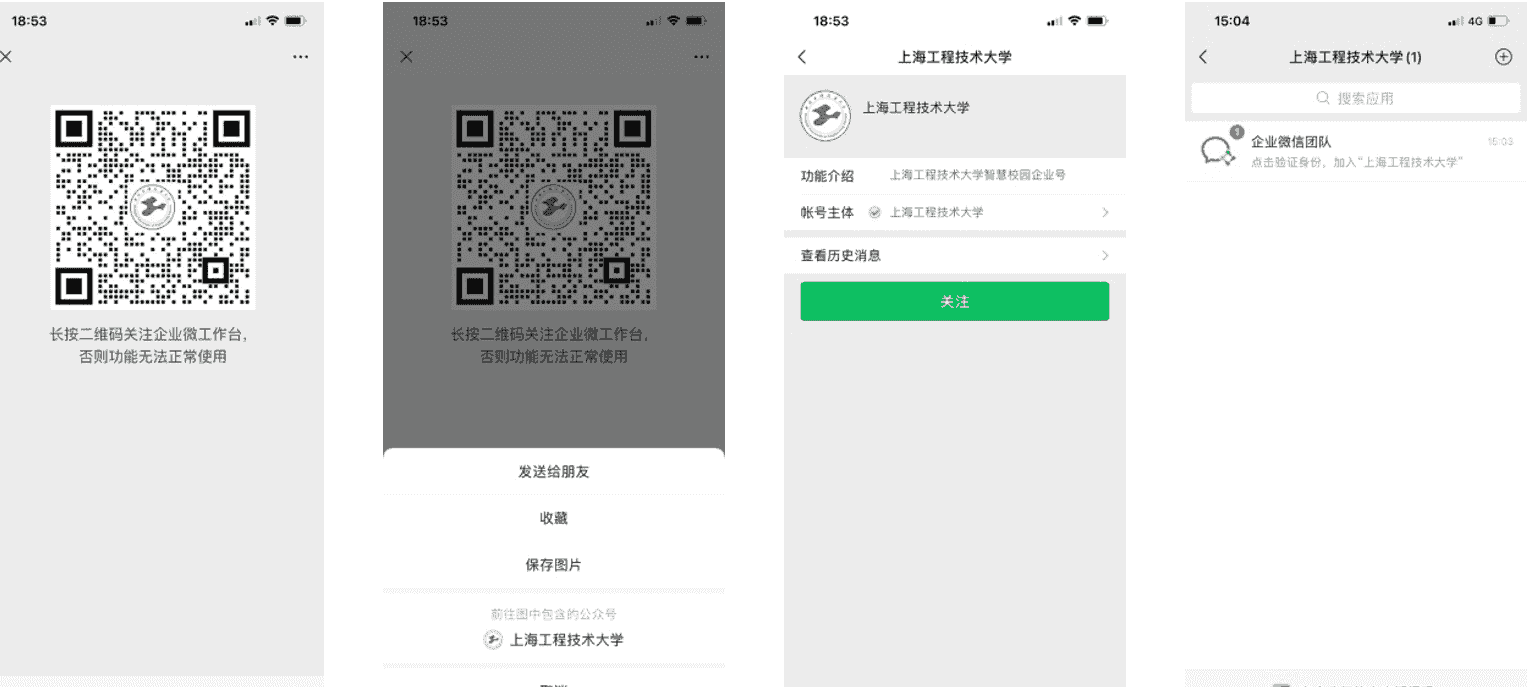 18:53
长按二维码关注企业微工作台,
否则功能无法正常使用
18:53
长按二维码关注企业微工作台,
否则功能无法正常使用
发送给朋友
收藏
保存图片
前往图中包含的公众号
上海工程技术大学
18:53
上海工程技术大学
上海工程技术大学
功能介绍 上海工程技术大学智慧校园企业号
帐号主体 上海工程技术大学
查看历史消息
关注
15:04 4G
上海工程技术大学(1)
搜索应用
1
企业微信团队 15:03
点击验证身份，加入“上海工程技术大学”